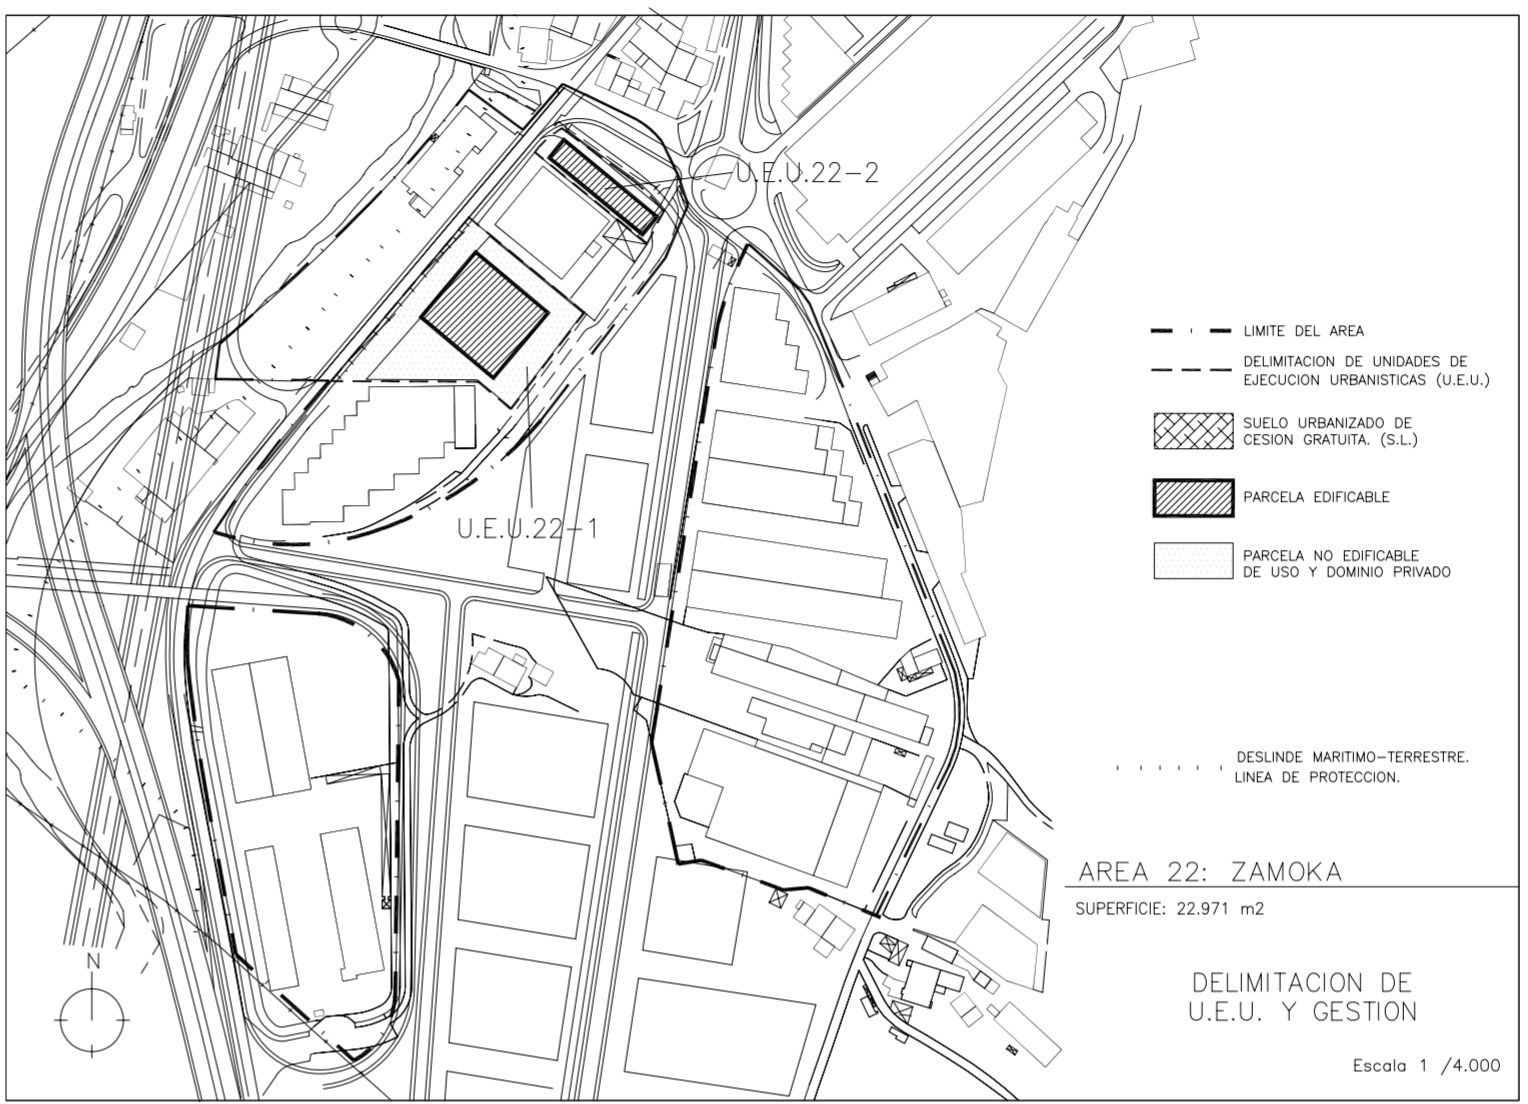 U.E.U.22-2
U.E.U.22-1
LIMITE DEL AREA
DELIMITACION DE UNIDADES DE
EJECUCION URBANISTICAS (U.E.U.)
SUELO URBANIZADO DE
CESION GRATUITA. (S.L.)
PARCELA EDIFICABLE
PARCELA NO EDIFICABLE
DE USO Y DOMINIO PRIVADO
DESLINDE MARITIMO-TERRESTRE.
LINEA DE PROTECCION.
AREA 22: ZAMOKA
SUPERFICIE: 22.971 m2
N
DELIMITACION DE
U.E.U. Y GESTION
Escala 1 /4.000